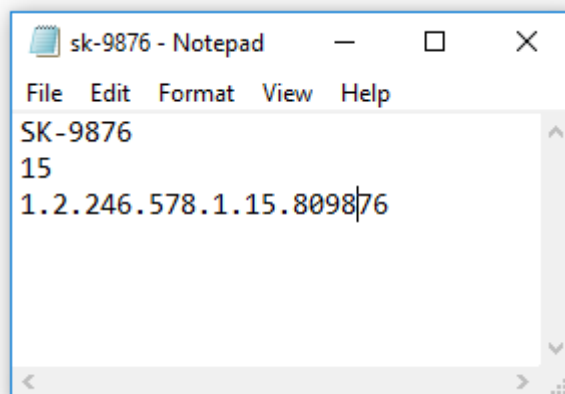 sk-9876 - Notepad
File Edit Format View Help
SK-9876
15
1.2.246.578.1.15.809876